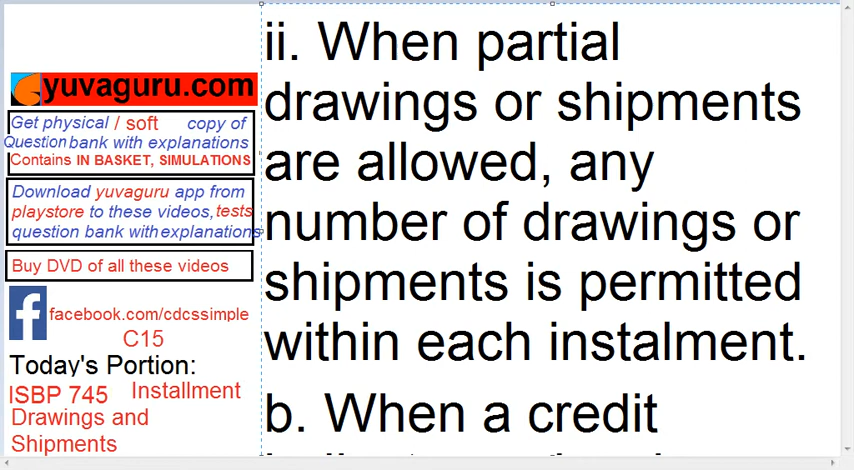 yuvaguru.com
Get physical / soft copy of
Question bank with explanations
Contains IN BASKET, SIMULATIONS
Download yuvaguru app from
playstore to these videos, tests
question bank with explanations
Buy DVD of all these videos
facebook.com/cdcssimple
C15
Today's Portion:
ISBP 745 Installment
Drawings and
Shipments
ii. When partial
drawings or shipments
are allowed, any
number of drawings or
shipments is permitted
within each instalment.
b. When a credit